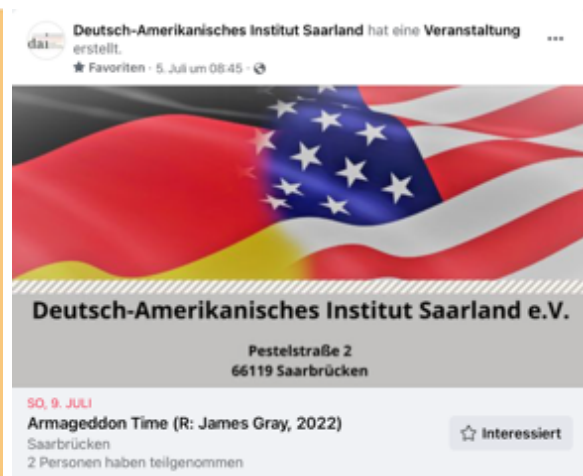 dai
Deutsch-Amerikanisches Institut Saarland hat eine Veranstaltung
erstellt.
Favoriten · 5. Juli um 08:45 ·
Deutsch-Amerikanisches Institut Saarland e.V.
Pestelstraße 2
66119 Saarbrücken
SO, 9. JULI
Armageddon Time (R: James Gray, 2022)
Saarbrücken
2 Personen haben teilgenommen
Interessiert